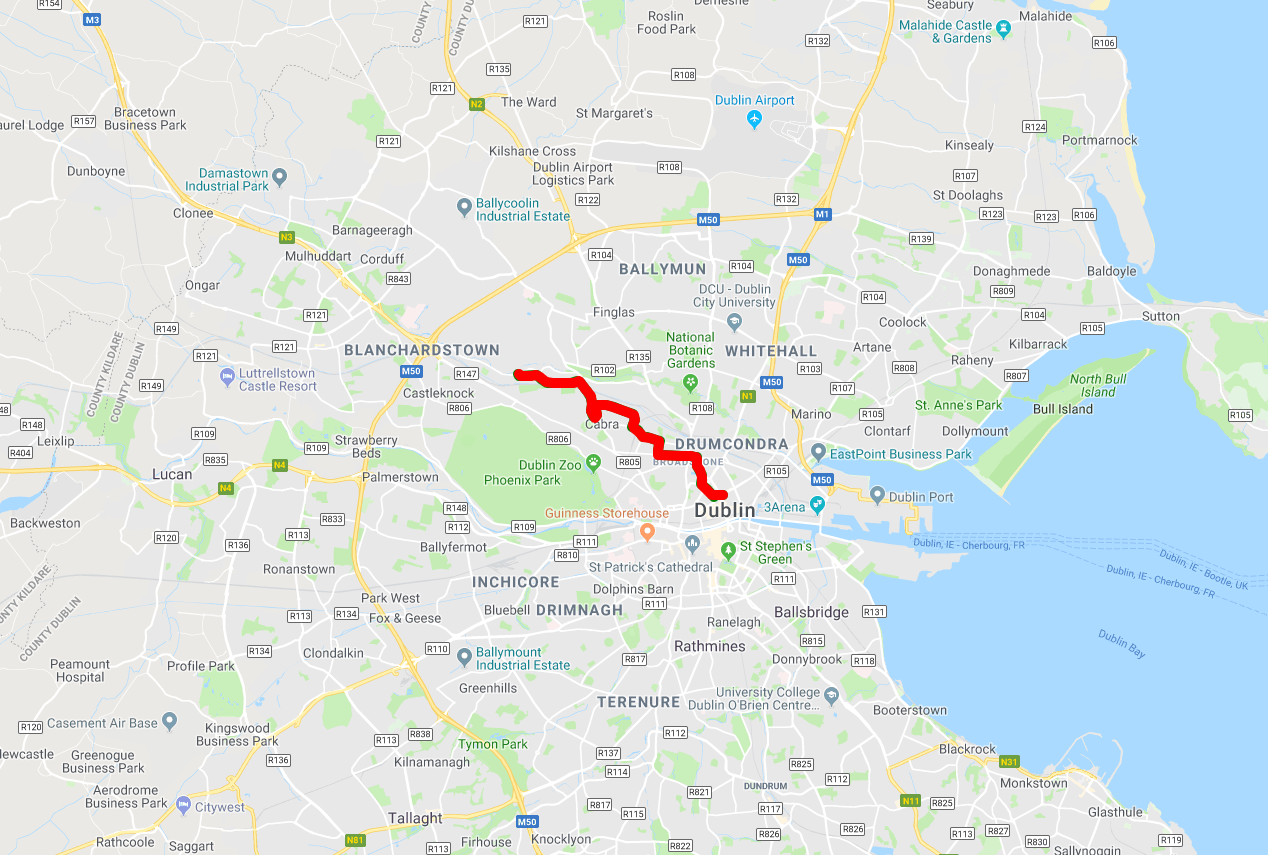 R154
Demesne
Seabury
M3
COUNTY
COUNTY DUBLIN
R121
Roslin
Food Park
Malahide
Malahide Castle
& Gardens
R132
R106
R135
R108
R121
N2
The Ward
Dublin Airport
St Margaret's
Bracetown
Business Park
aurel Lodge
R157
R124
Portmarnock
R121
Kilshane Cross
Kinsealy
Dublin Airport
Logistics Park
R108
Dunboyne
Damastown
Industrial Park
R107
St Doolaghs
Ballycoolin
Industrial Estate
R122
R132
Clonee
M50
M1
R123
R123
R106
Barnageeragh
N3
R139
Mulhuddart
Corduff
R104
M50
BALLYMUN
R104
Donaghmede
Baldoyle
R843
Ongar
DCU - Dublin
City University
R809
R104
R121
Finglas
R104
Sutton
R149
Coolock
R105
COUNTY KILDARE
COUNTY DUBLIN
R121
R121
BLANCHARDSTOWN
National
Botanic
Gardens
WHITEHALL
Artane
Kilbarrack
R135
Raheny
M50
R147
R102
R103
R808
R807
Luttrellstown
Castle Resort
R149
M50
R107
North Bull
Island
Castleknock
N1
R806
R108
St. Anne's Park
Bull Island
48
R148
Marino
R105
R105
Cabra
Clontarf
Dollymount
R109
Leixlip
R404
Strawberry
Beds
R806
DRUMCONDRA
R109
EastPoint Business Park
R835
BROADSTONE
N4
R805
R105
Lucan
Dublin Zoo
Phoenix Park
Palmerstown
M50
N4
Dublin Port
R148
Dublin
3Arena
Guinness Storehouse
R833
R112
R109
Backweston
R120
R136
Ballyfermot
R111
R810
Dublin, IE - Cherbourg, FR
St Stephen's
Green
Dublin, IE - Bootle, UK
St Patrick's Cathedral
Ronanstown
INCHICORE
Dublin, IE - Cherbourg, FR
R111
UNTY KILDARE
COUNTY DUBLIN
Dolphins Barn
Park West
R111
Bluebell
DRIMNAGH
Ballsbridge
R131
R113
R134
Fox & Geese
Ranelagh
Dublin Bay
R815
R134
Clondalkin
R110
Rathmines
Peamount
Hospital
Profile Park
Ballymount
Industrial Estate
R817
Donnybrook
R118
Greenhills
University College
Dublin O'Brien Centre...
TERENURE
Booterstown
Casement Air Base
R120
Kingswood
Business Park
R838
R112
R113
Tymon Park
Blackrock
ewcastle
Greenogue
Business Park
R136
R137
N31
Kilnamanagh
R114
R825
R112
Monkstown
DUNDRUM
Aerodrome
Business Park
R821
Citywest
R817
R115
R117
N11
R825
Glasthule
Tallaght
M50
R826
R826
R113
R827
N81
Knocklyon
Rathcoole
Saggart
R113
Firhouse
R822
R830
R119
Sallynoggin